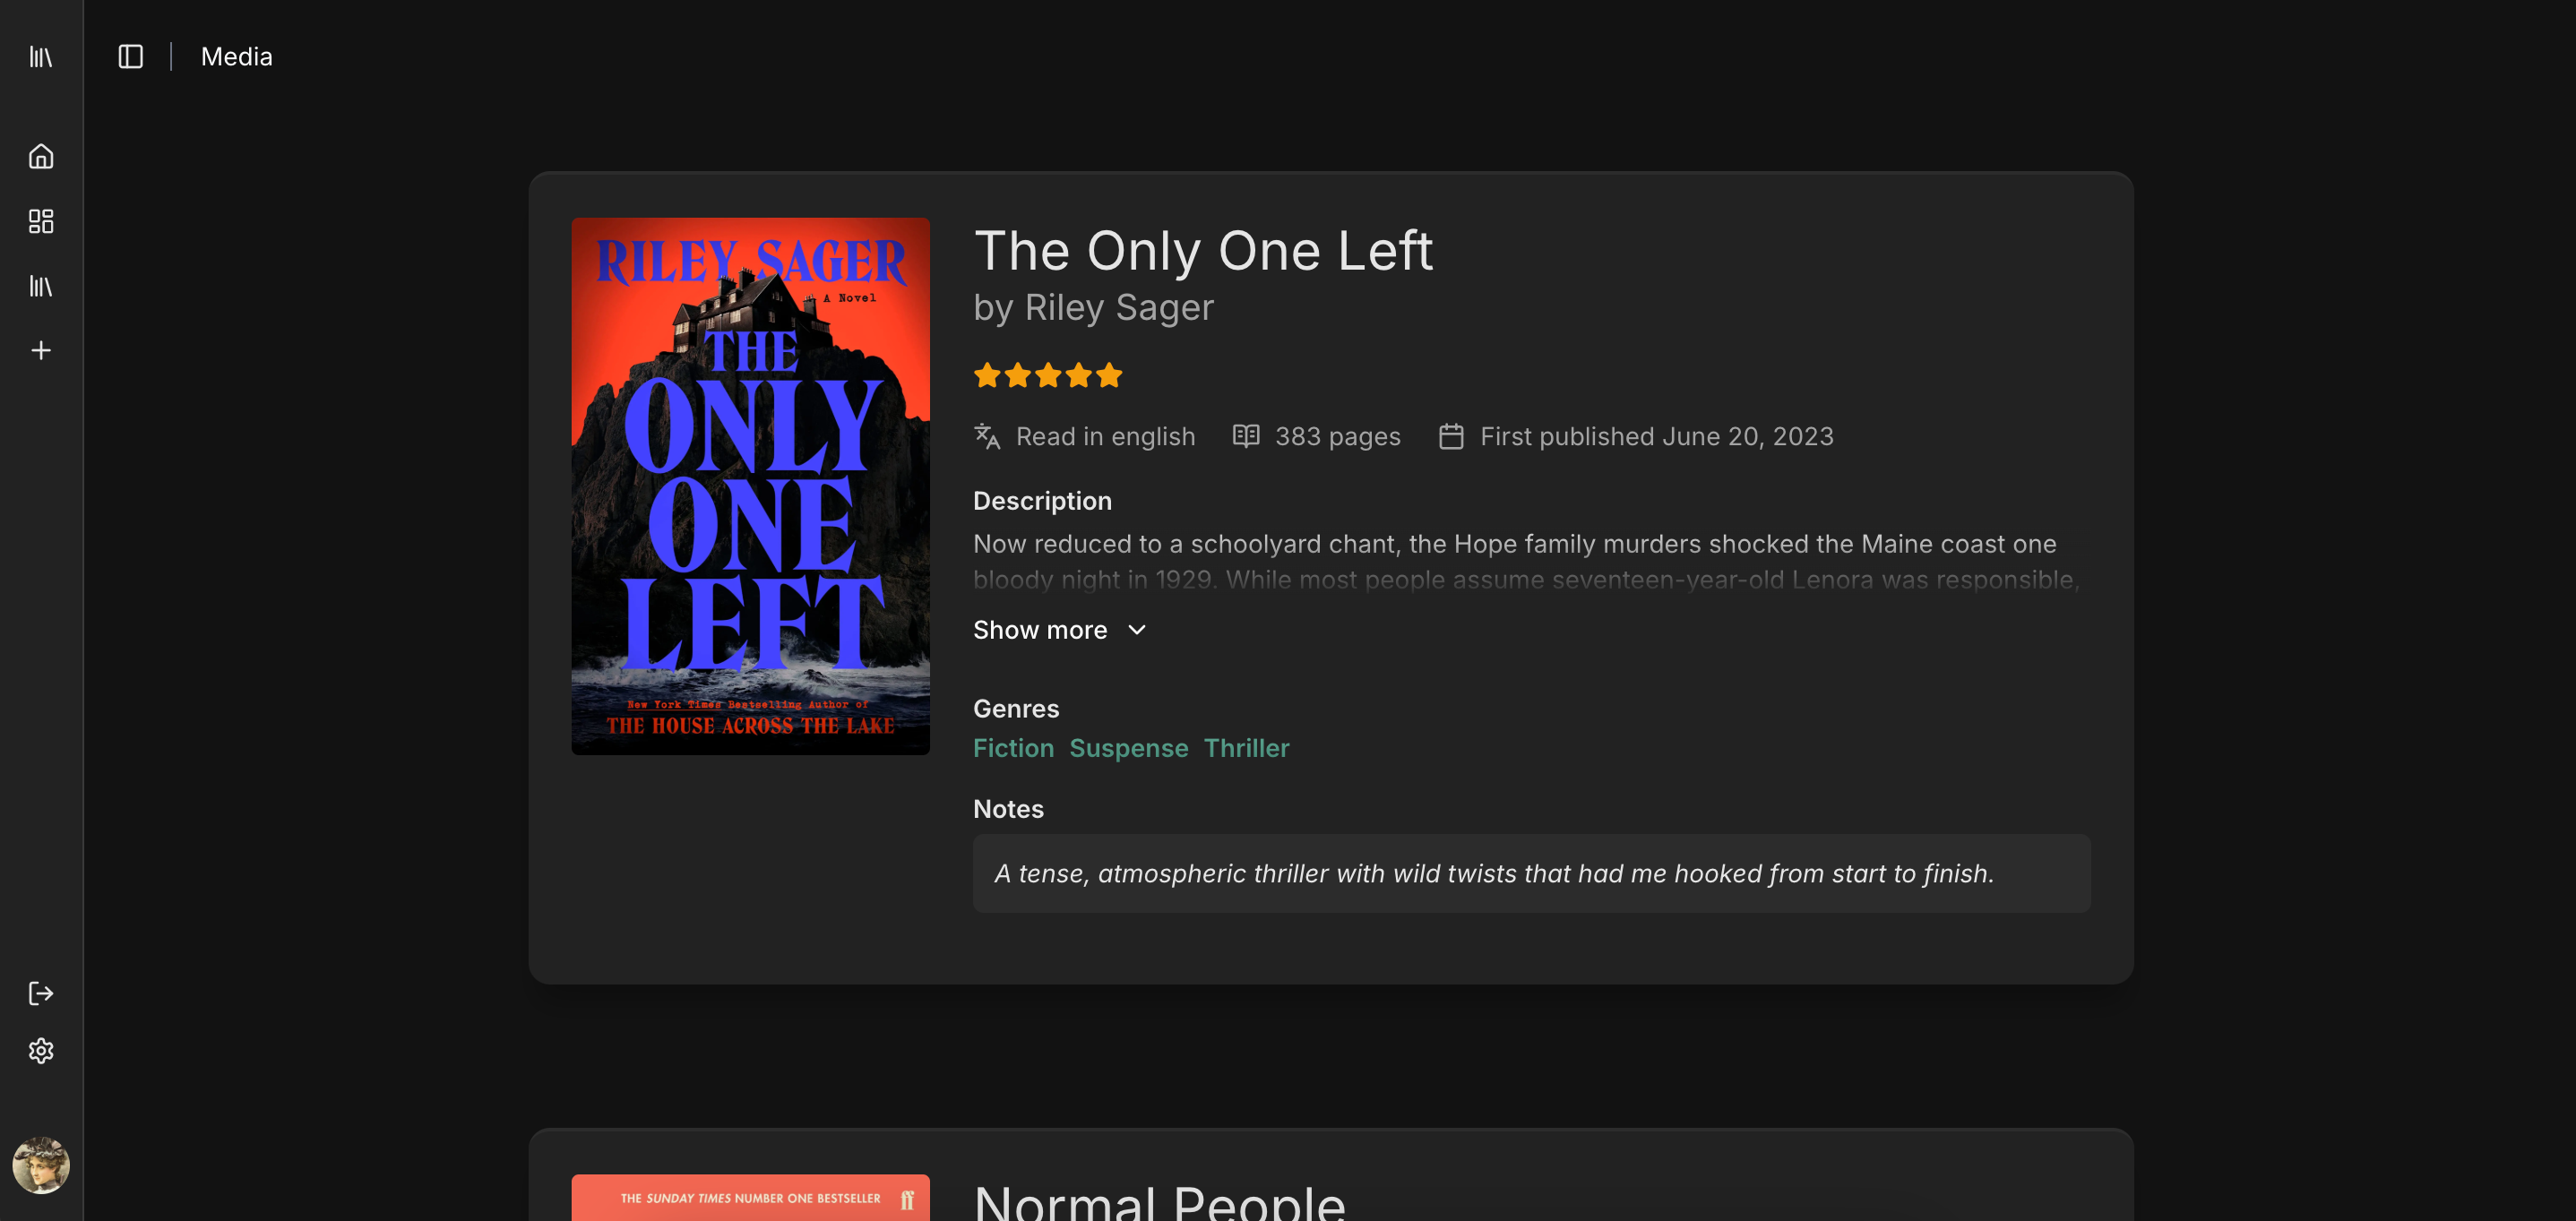 Media
RILEY SAGER
A Novel
THE
ONLY
ONE
LEFT
New York Times Bestselling Author of
THE HOUSE ACROSS THE LAKE
The Only One Left
by Riley Sager
Read in english 383 pages First published June 20, 2023
Description
Now reduced to a schoolyard chant, the Hope family murders shocked the Maine coast one
bloody night in 1929. While most people assume seventeen-year-old Lenora was responsible,
Show more
Genres
Fiction Suspense Thriller
Notes
A tense, atmospheric thriller with wild twists that had me hooked from start to finish.
THE SUNDAY TIMES NUMBER ONE BESTSELLER ff
Normal People